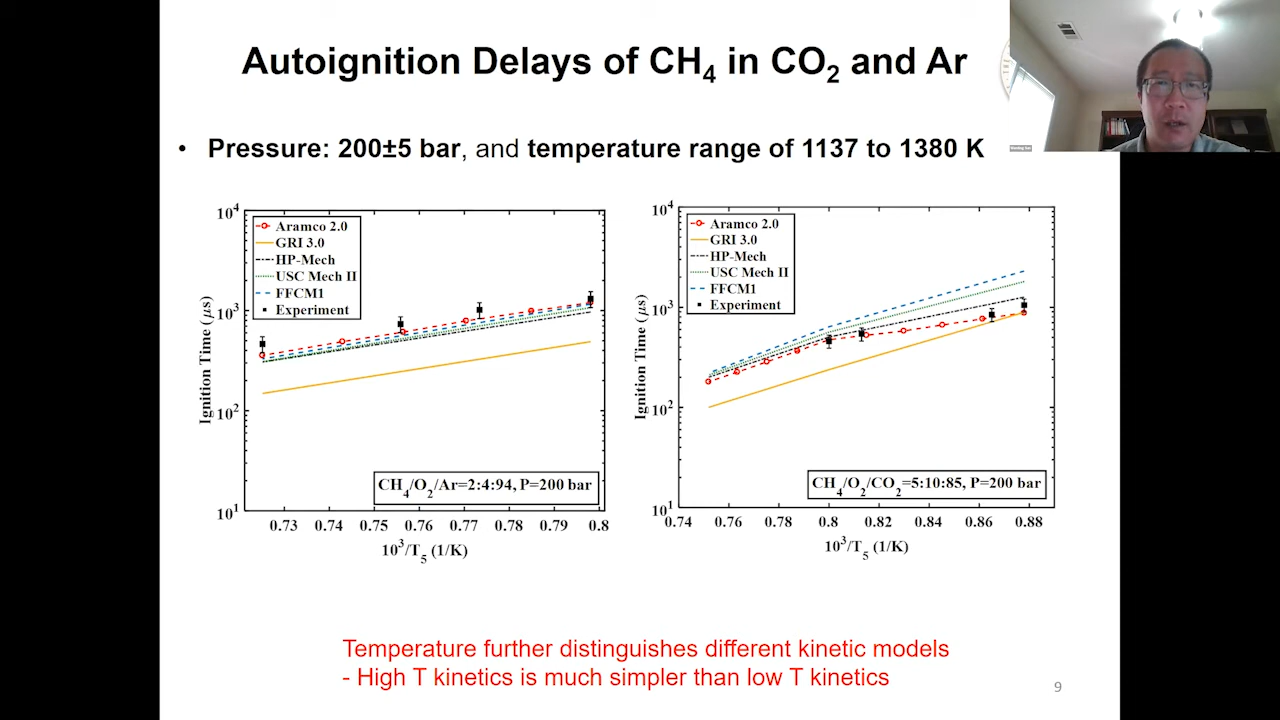 Autoignition Delays of CH4 in CO2 and Ar
• Pressure: 200±5 bar, and temperature range of 1137 to 1380 K
10^4
10^3
10^2
10^1
Ignition Time (μs)
Aramco 2.0
GRI 3.0
HP-Mech
USC Mech II
FFCM1
Experiment
CH4/O2/Ar=2:4:94, P=200 bar
0.73 0.74 0.75 0.76 0.77 0.78 0.79 0.8
10^3/T5 (1/K)
10^4
10^3
10^2
10^1
Ignition Time (μs)
Aramco 2.0
GRI 3.0
HP-Mech
USC Mech II
FFCM1
Experiment
CH4/O2/CO2=5:10:85, P=200 bar
0.74 0.76 0.78 0.8 0.82 0.84 0.86 0.88
10^3/T5 (1/K)
Temperature further distinguishes different kinetic models
- High T kinetics is much simpler than low T kinetics
9